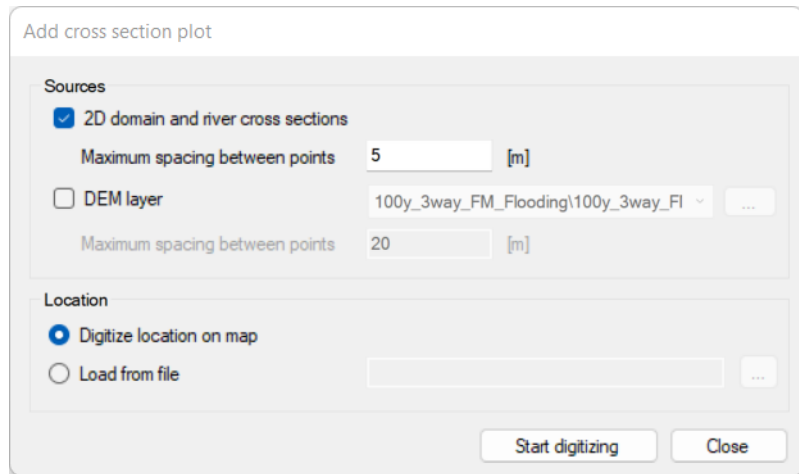 Add cross section plot
Sources
2D domain and river cross sections
Maximum spacing between points 5 [m]
DEM layer 100y_3way_FM_Flooding\100y_3way_Fl ...
Maximum spacing between points 20 [m]
Location
Digitize location on map
Load from file ...
Start digitizing Close